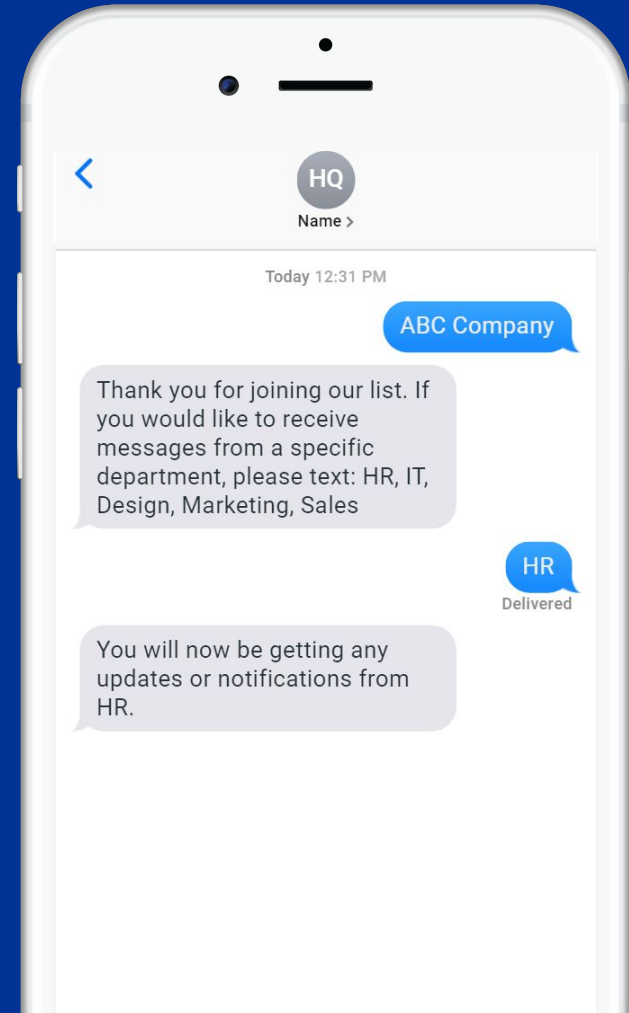 HQ
Name >
Today 12:31 PM
ABC Company
Thank you for joining our list. If
you would like to receive
messages from a specific
department, please text: HR, IT,
Design, Marketing, Sales
HR
Delivered
You will now be getting any
updates or notifications from
HR.